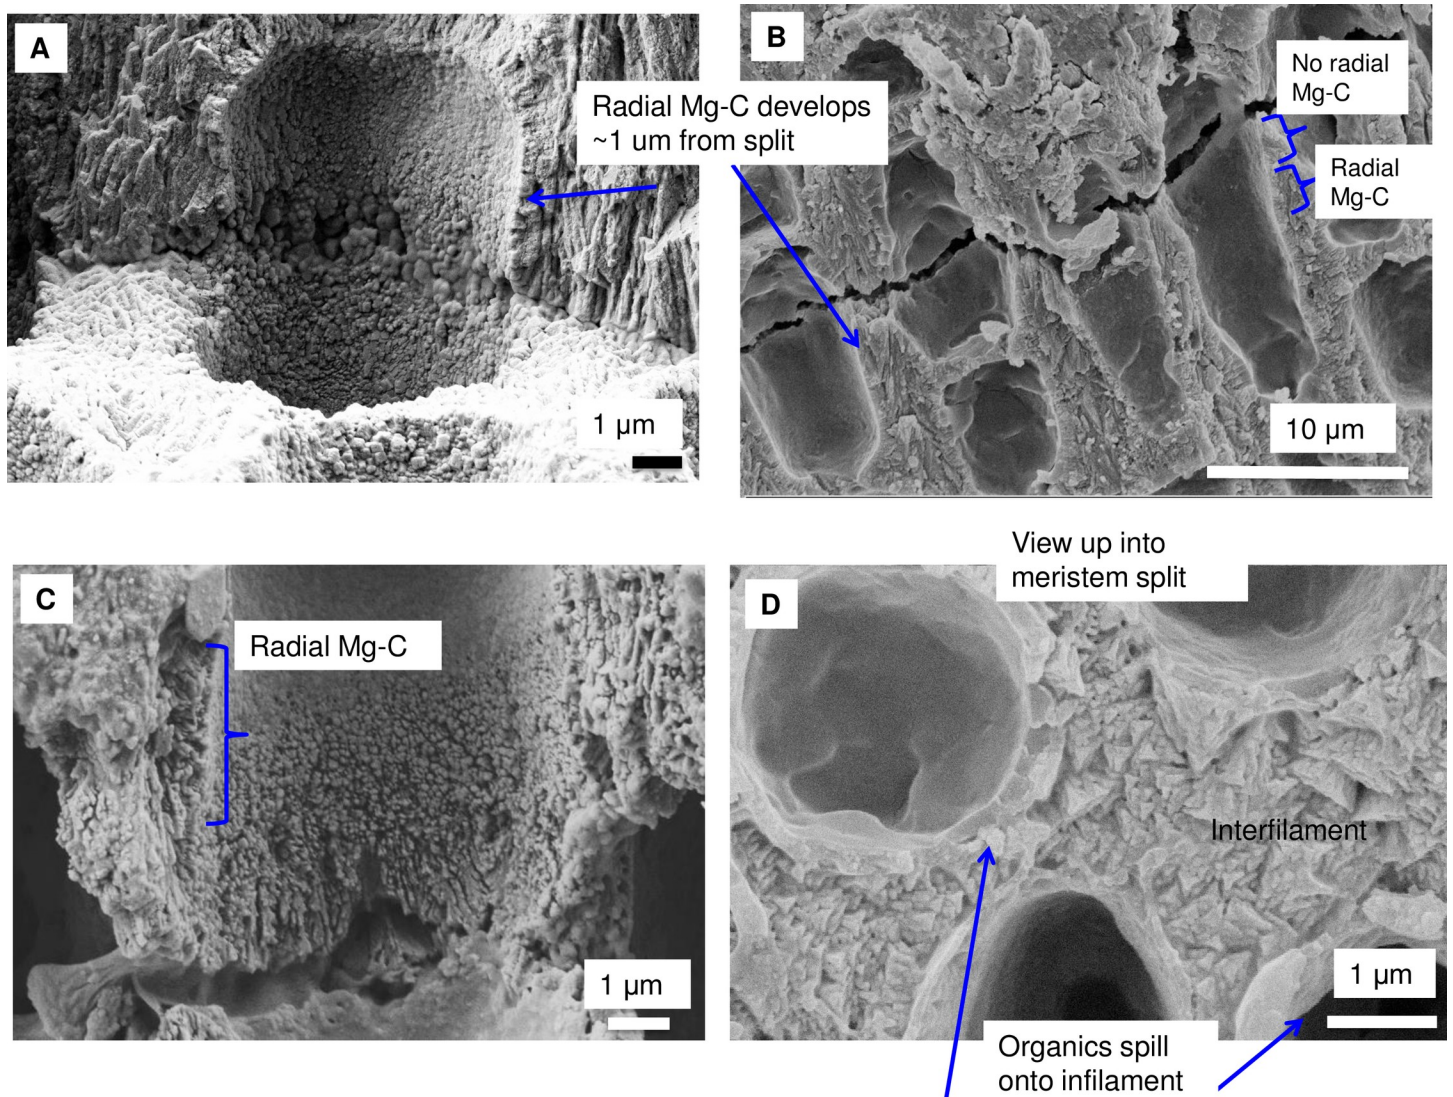 A
Radial Mg-C develops
~1 um from split
1 µm
B
No radial
Mg-C
Radial
Mg-C
10 µm
C
Radial Mg-C
1 µm
View up into
meristem split
D
Interfilament
1 µm
Organics spill
onto infilament